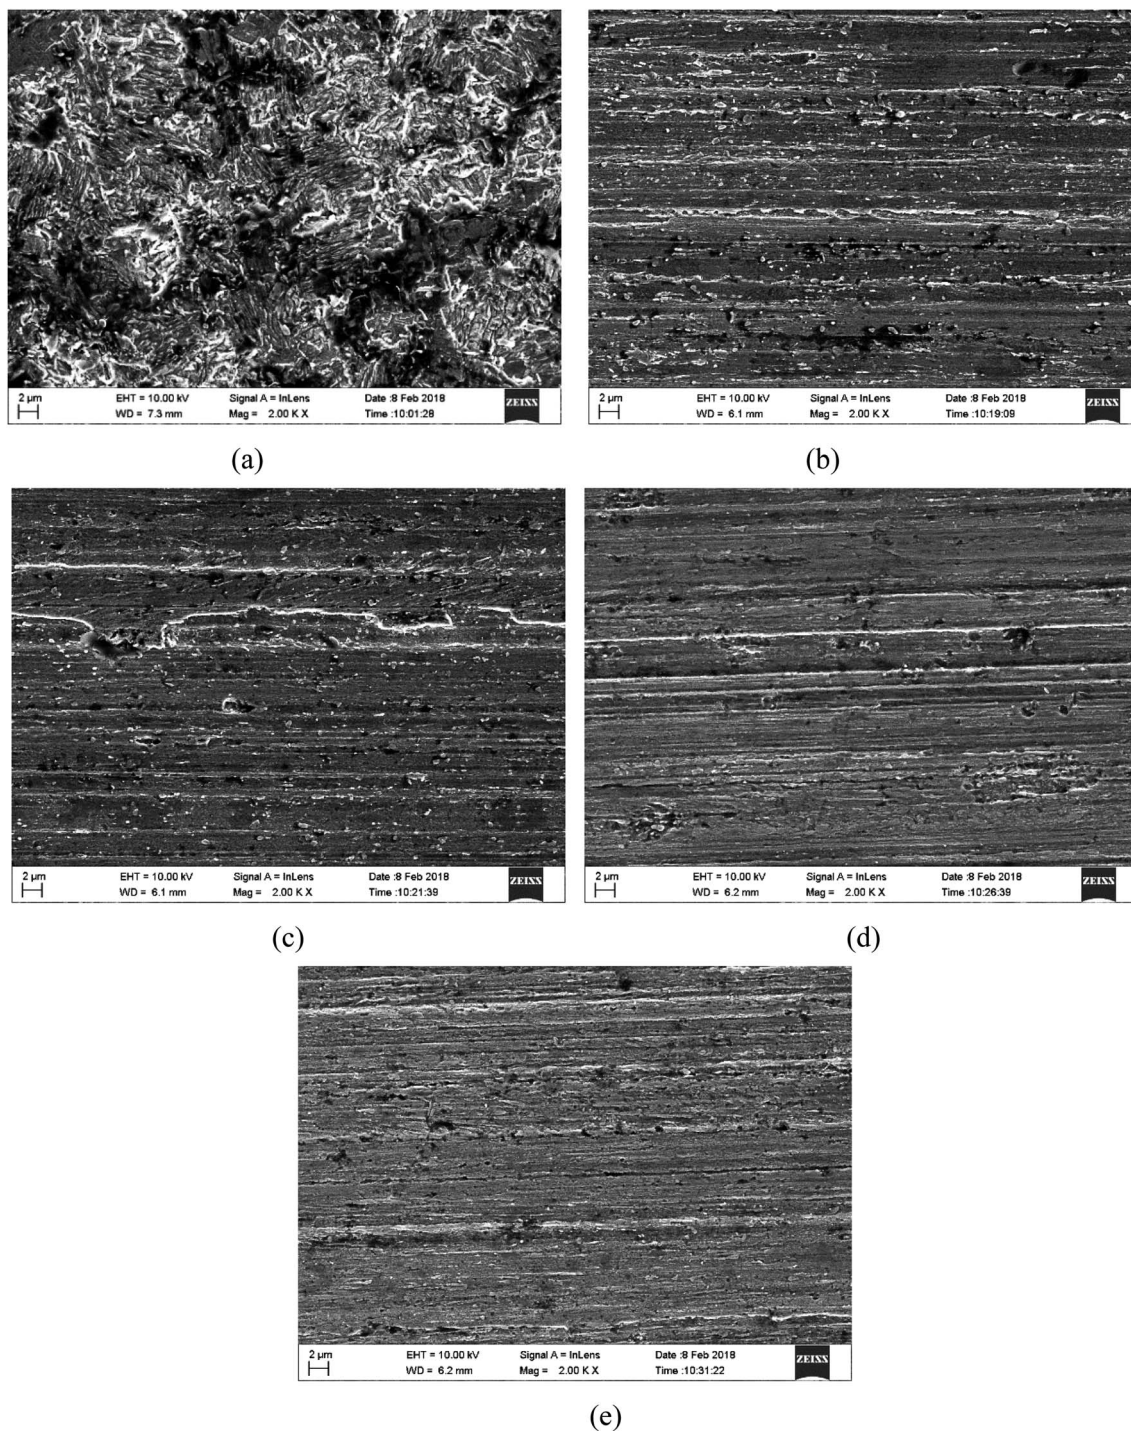 2 µm
EHT = 10.00 kV Signal A = InLens Date :8 Feb 2018
WD = 7.3 mm Mag = 2.00 K X Time :10:01:28
ZEISS
(a)
2 µm
EHT = 10.00 kV Signal A = InLens Date :8 Feb 2018
WD = 6.1 mm Mag = 2.00 K X Time :10:19:09
ZEISS
(b)
2 µm
EHT = 10.00 kV Signal A = InLens Date :8 Feb 2018
WD = 6.1 mm Mag = 2.00 K X Time :10:21:39
ZEISS
(c)
2 µm
EHT = 10.00 kV Signal A = InLens Date :8 Feb 2018
WD = 6.2 mm Mag = 2.00 K X Time :10:26:39
ZEISS
(d)
2 µm
EHT = 10.00 kV Signal A = InLens Date :8 Feb 2018
WD = 6.2 mm Mag = 2.00 K X Time :10:31:22
ZEISS
(e)